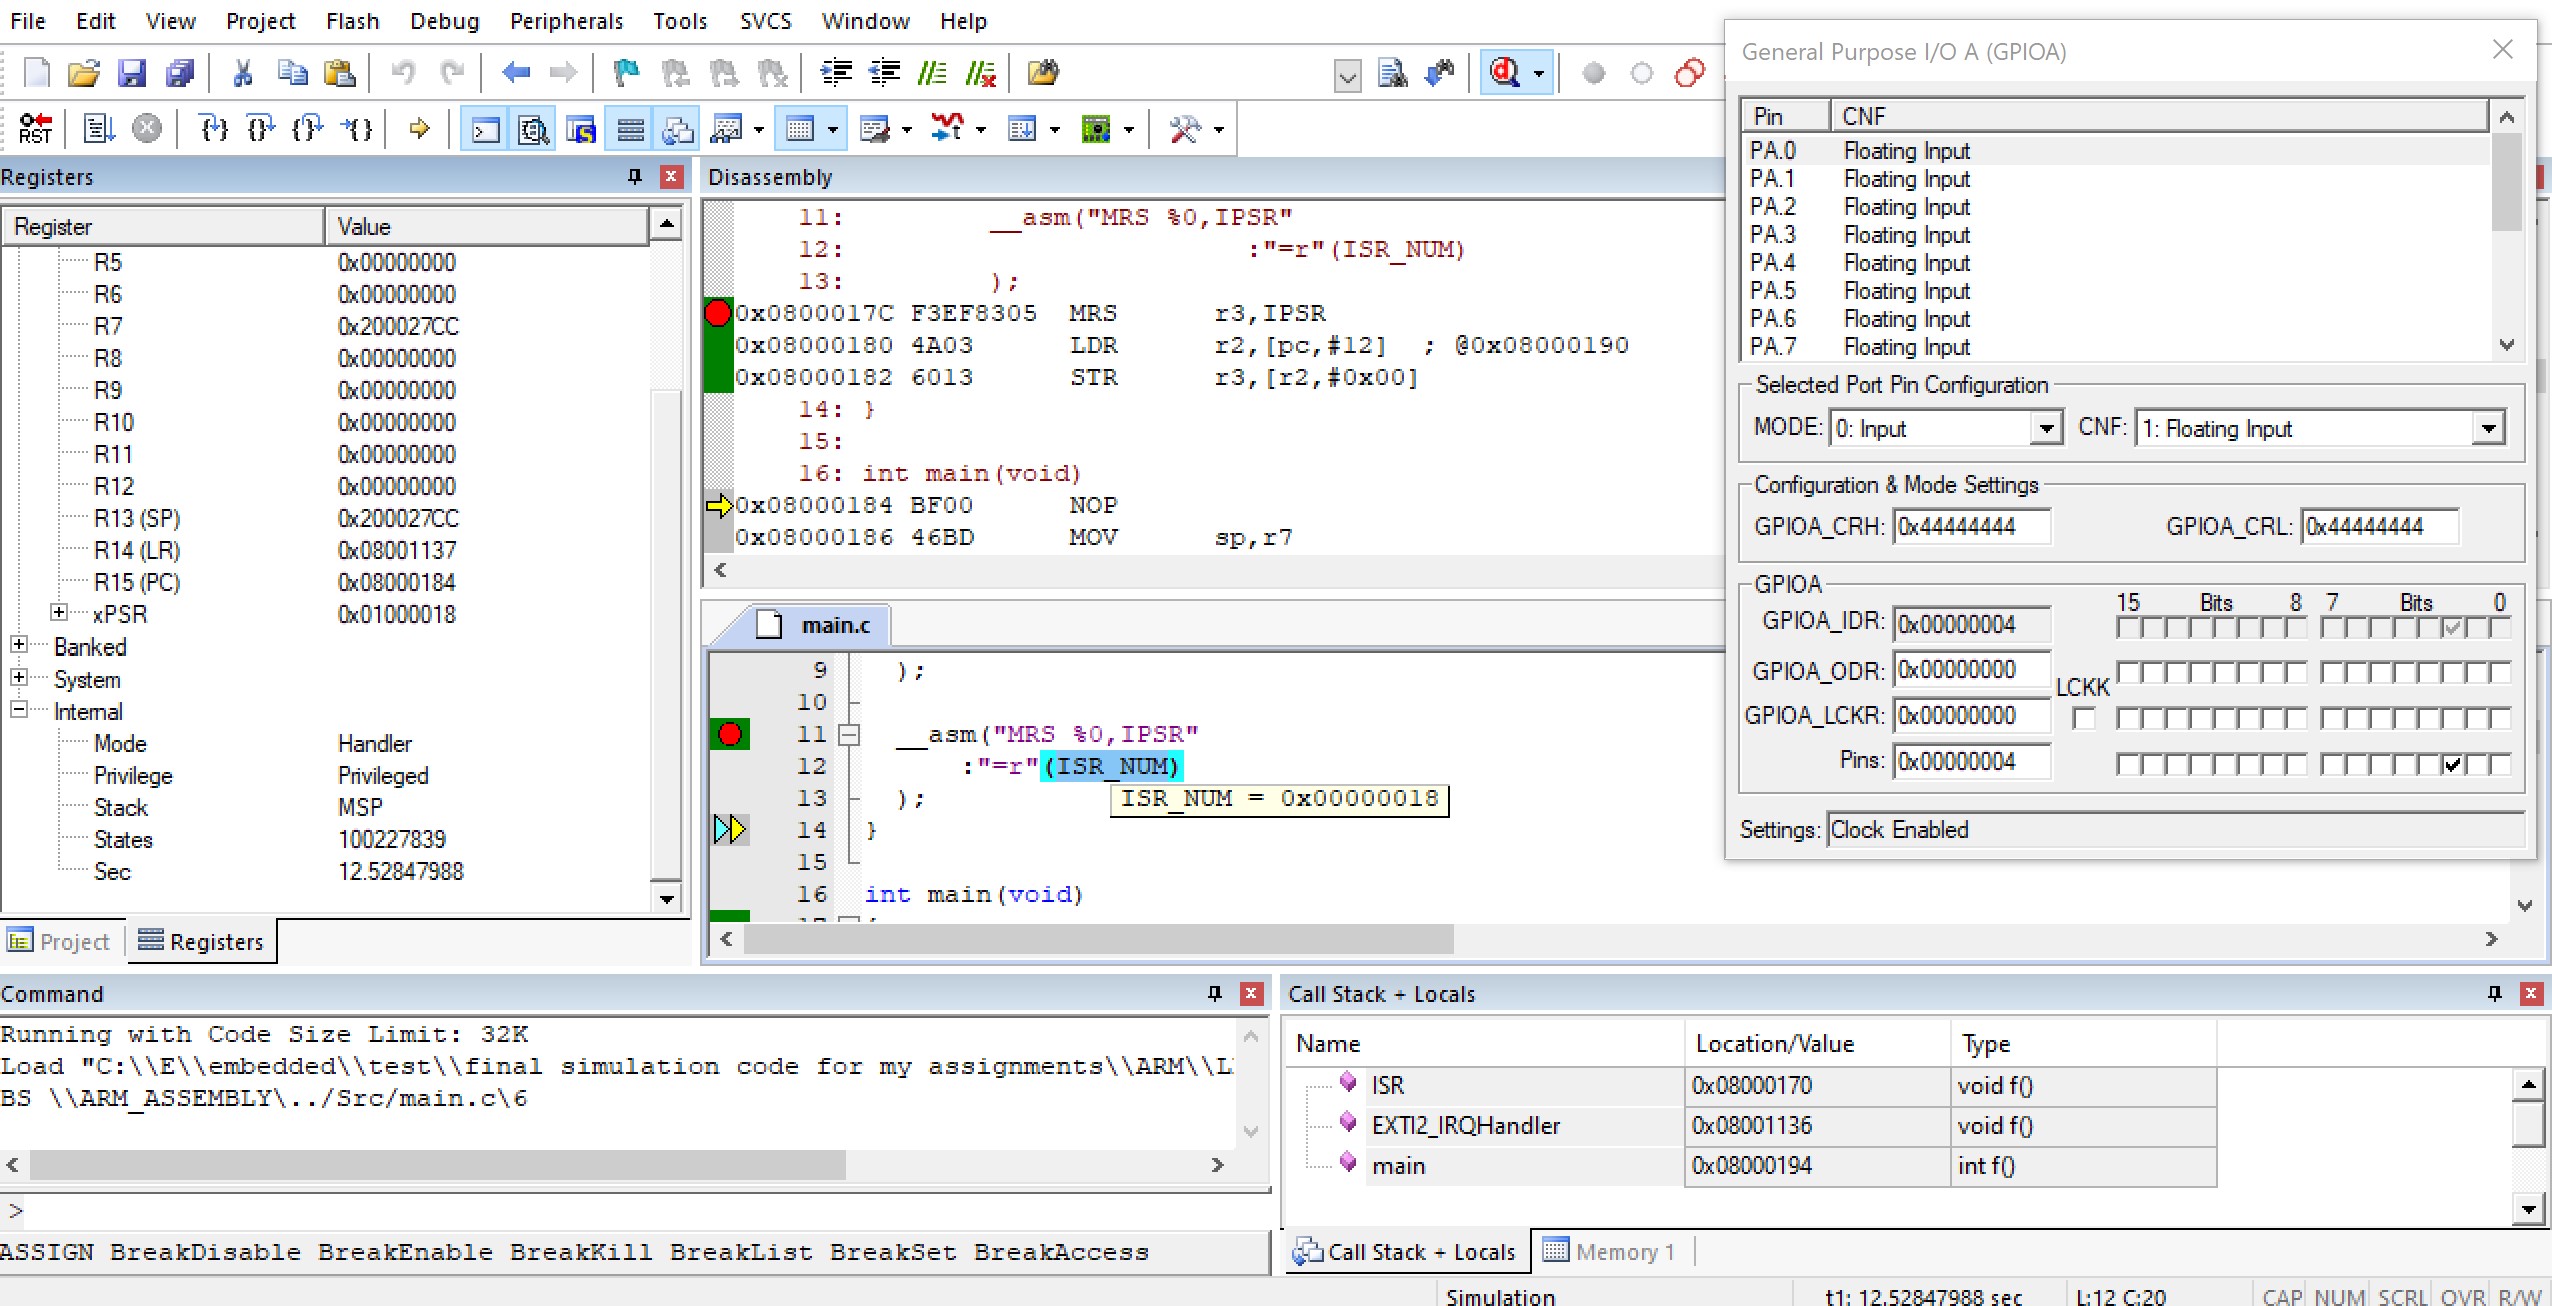 File Edit View Project Flash Debug Peripherals Tools SVCS Window Help
RST
Registers
Register Value
R5 0x00000000
R6 0x00000000
R7 0x200027CC
R8 0x00000000
R9 0x00000000
R10 0x00000000
R11 0x00000000
R12 0x00000000
R13 (SP) 0x200027CC
R14 (LR) 0x08001137
R15 (PC) 0x08000184
xPSR 0x01000018
Banked
System
Internal
Mode Handler
Privilege Privileged
Stack MSP
States 100227839
Sec 12.52847988
Project Registers
Disassembly
11: __asm("MRS %0,IPSR"
12: :"=r"(ISR_NUM)
13: );
0x0800017C F3EF8305 MRS r3,IPSR
0x08000180 4A03 LDR r2,[pc,#12] ; @0x08000190
0x08000182 6013 STR r3,[r2,#0x00]
14: }
15:
16: int main(void)
0x08000184 BF00 NOP
0x08000186 46BD MOV sp,r7
main.c
9 );
10
11 __asm("MRS %0,IPSR"
12 :"=r"(ISR_NUM)
13 );
ISR_NUM = 0x00000018
14 }
15
16 int main(void)
General Purpose I/O A (GPIOA)
Pin CNF
PA.0 Floating Input
PA.1 Floating Input
PA.2 Floating Input
PA.3 Floating Input
PA.4 Floating Input
PA.5 Floating Input
PA.6 Floating Input
PA.7 Floating Input
Selected Port Pin Configuration
MODE: 0: Input CNF: 1: Floating Input
Configuration & Mode Settings
GPIOA_CRH: 0x44444444 GPIOA_CRL: 0x44444444
GPIOA
15 Bits 8 7 Bits 0
GPIOA_IDR: 0x00000004
GPIOA_ODR: 0x00000000
LCKK
GPIOA_LCKR: 0x00000000
Pins: 0x00000004
Settings: Clock Enabled
Command
Running with Code Size Limit: 32K
Load "C:\\E\\embedded\\test\\final simulation code for my assignments\\ARM\\L
BS \\ARM_ASSEMBLY\../Src/main.c\6
>
ASSIGN BreakDisable BreakEnable BreakKill BreakList BreakSet BreakAccess
Call Stack + Locals
Name Location/Value Type
ISR 0x08000170 void f()
EXTI2_IRQHandler 0x08001136 void f()
main 0x08000194 int f()
Call Stack + Locals Memory 1
Simulation t1: 12.52847988 sec L:12 C:20 CAP NUM SCRL OVR R/W